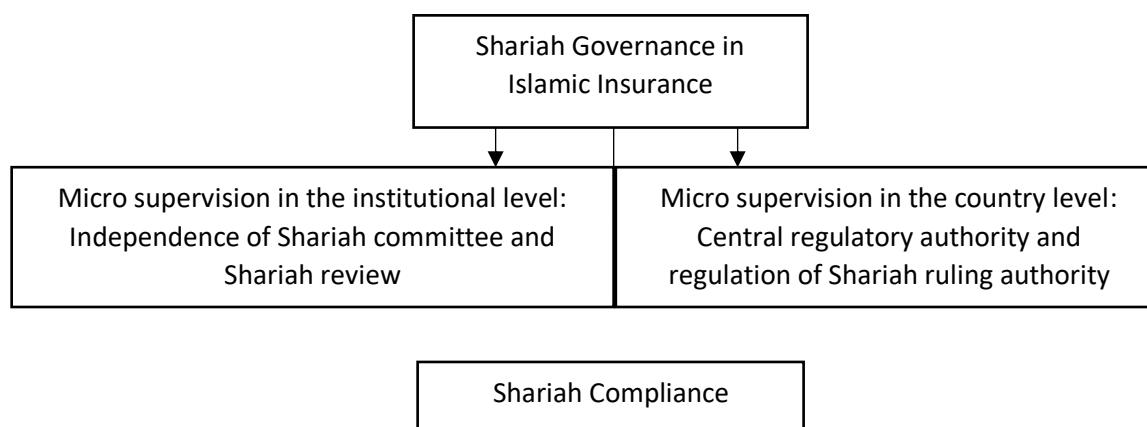 Shariah Governance in
Islamic Insurance
Micro supervision in the institutional level:
Independence of Shariah committee and
Shariah review
Micro supervision in the country level:
Central regulatory authority and
regulation of Shariah ruling authority
Shariah Compliance